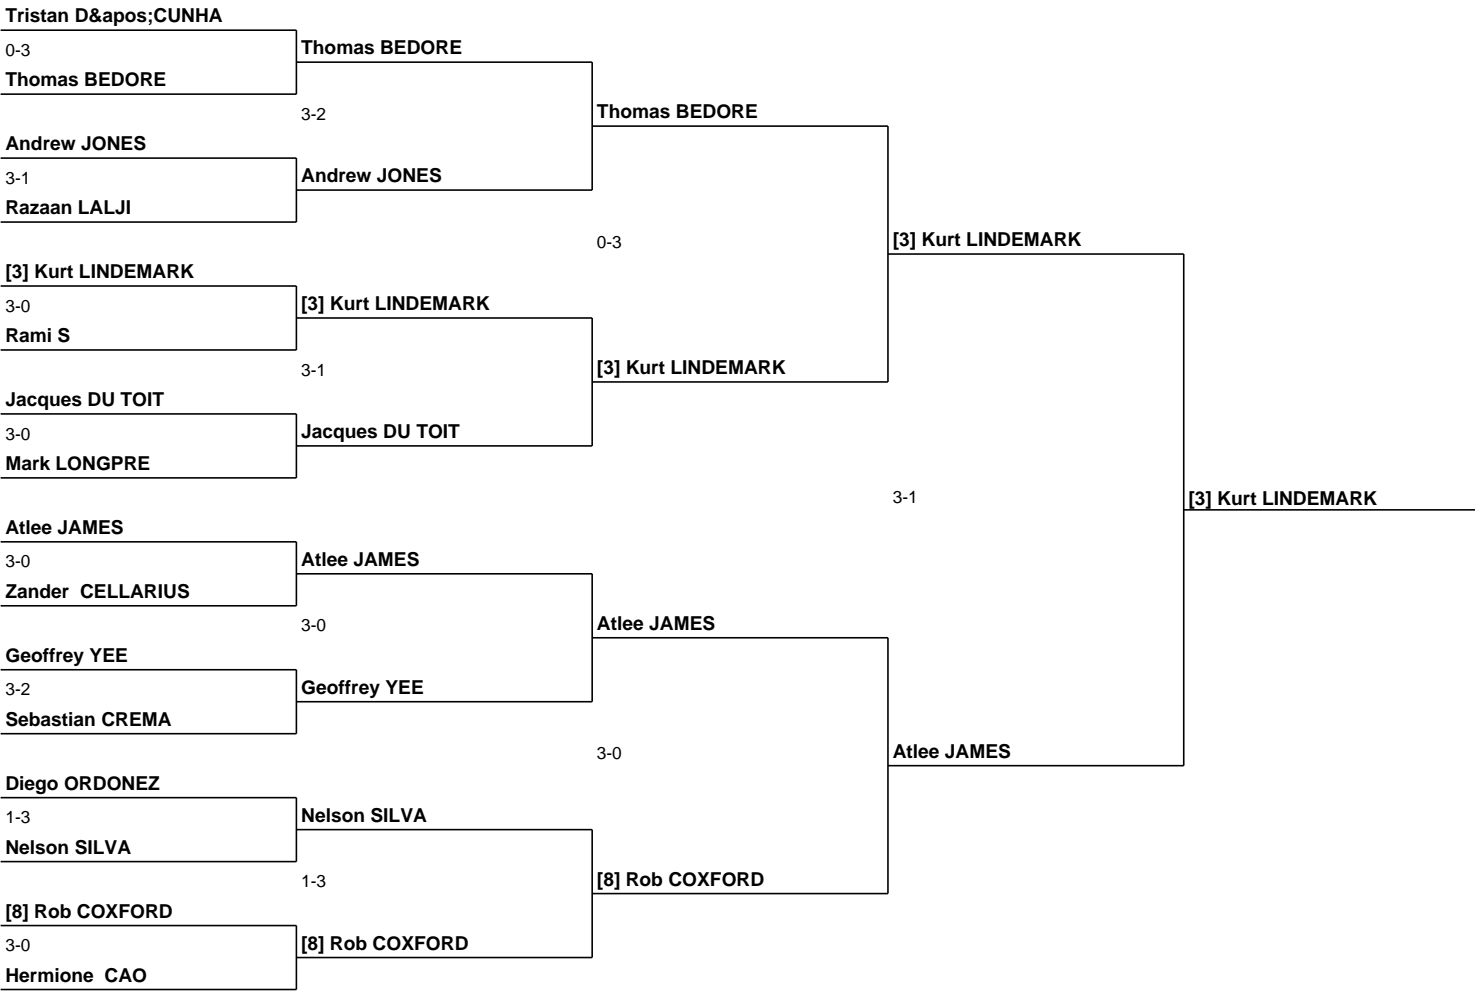 Tristan D&apos;CUNHA
0-3
Thomas BEDORE
Thomas BEDORE
3-2
Thomas BEDORE
Andrew JONES
3-1
Razaan LALJI
Andrew JONES
0-3
[3] Kurt LINDEMARK
[3] Kurt LINDEMARK
3-0
Rami S
[3] Kurt LINDEMARK
3-1
[3] Kurt LINDEMARK
Jacques DU TOIT
3-0
Mark LONGPRE
Jacques DU TOIT
3-1
[3] Kurt LINDEMARK
Atlee JAMES
3-0
Zander  CELLARIUS
Atlee JAMES
3-0
Atlee JAMES
Geoffrey YEE
3-2
Sebastian CREMA
Geoffrey YEE
3-0
Atlee JAMES
Diego ORDONEZ
1-3
Nelson SILVA
Nelson SILVA
1-3
[8] Rob COXFORD
[8] Rob COXFORD
3-0
Hermione  CAO
[8] Rob COXFORD